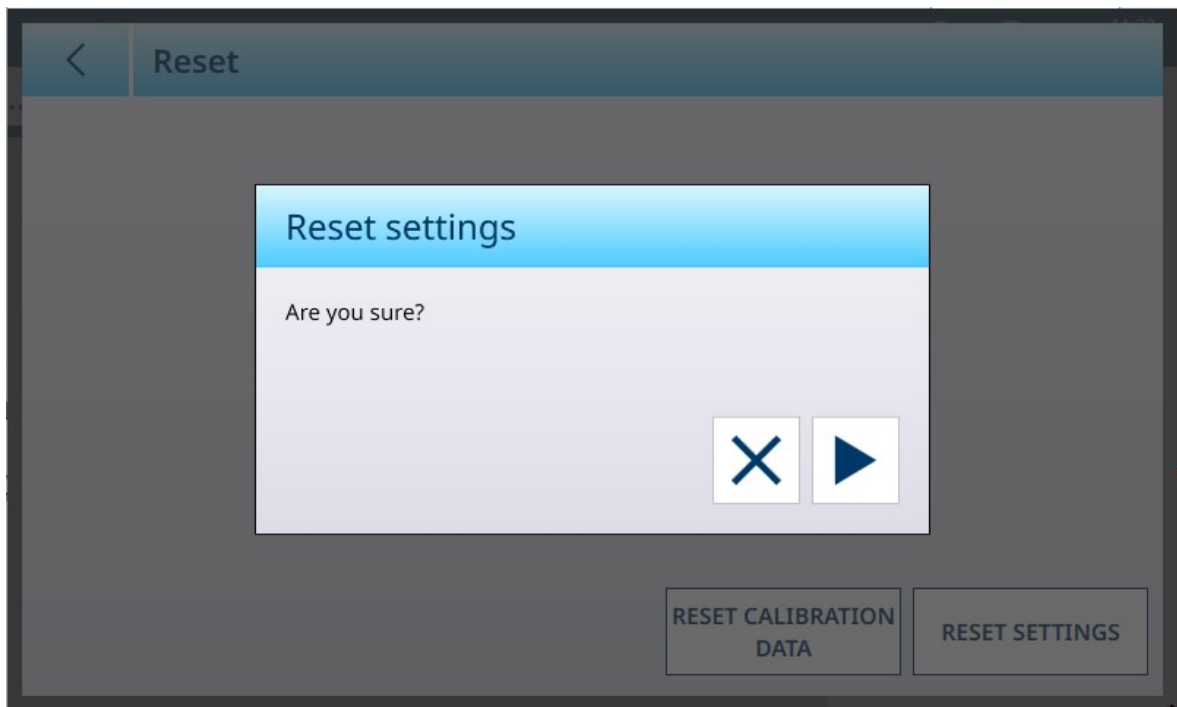 Reset
Reset settings
Are you sure?
RESET CALIBRATION
DATA
RESET SETTINGS